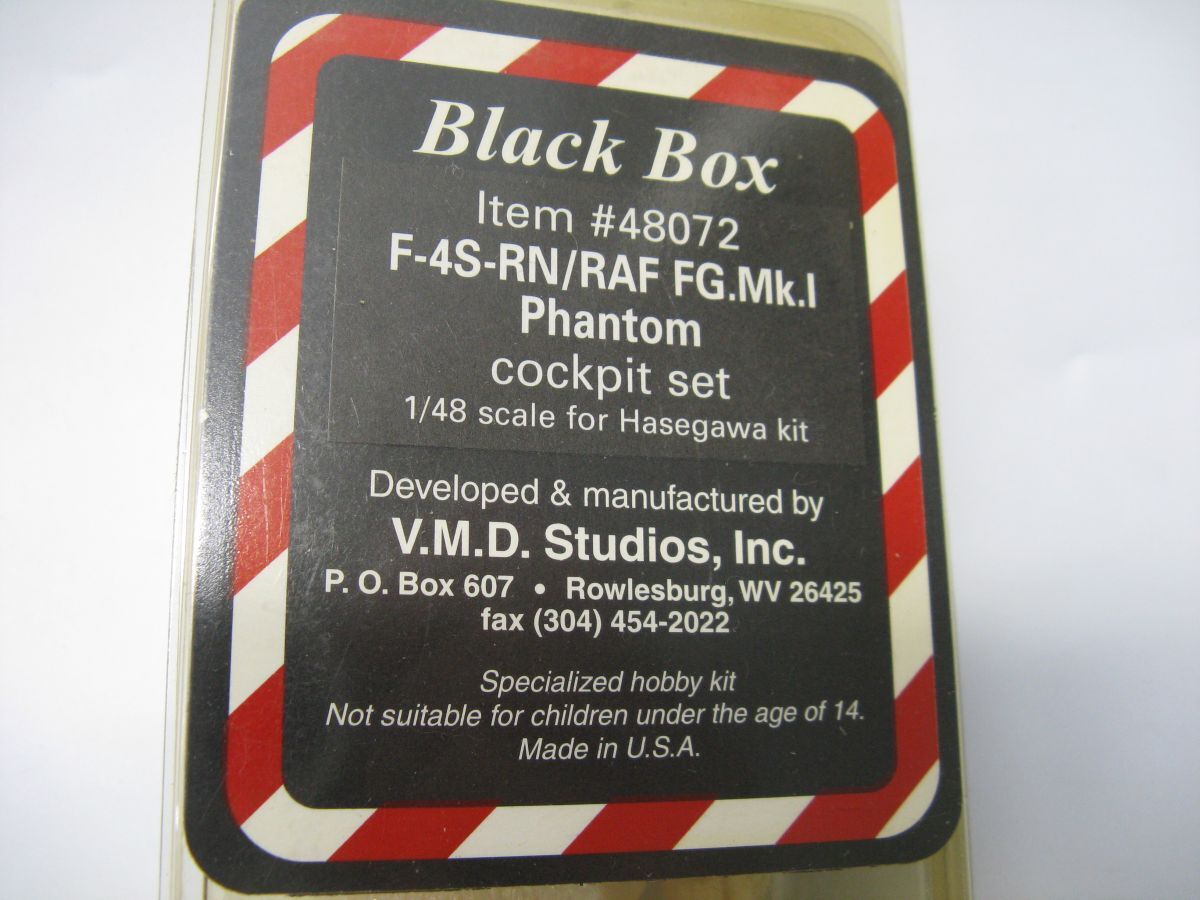 Black Box
Item #48072
F-4S-RN/RAF FG.Mk.I
Phantom
cockpit set
1/48 scale for Hasegawa kit
Developed & manufactured by
V.M.D. Studios, Inc.
P. O. Box 607 • Rowlesburg, WV 26425
fax (304) 454-2022
Specialized hobby kit
Not suitable for children under the age of 14.
Made in U.S.A.